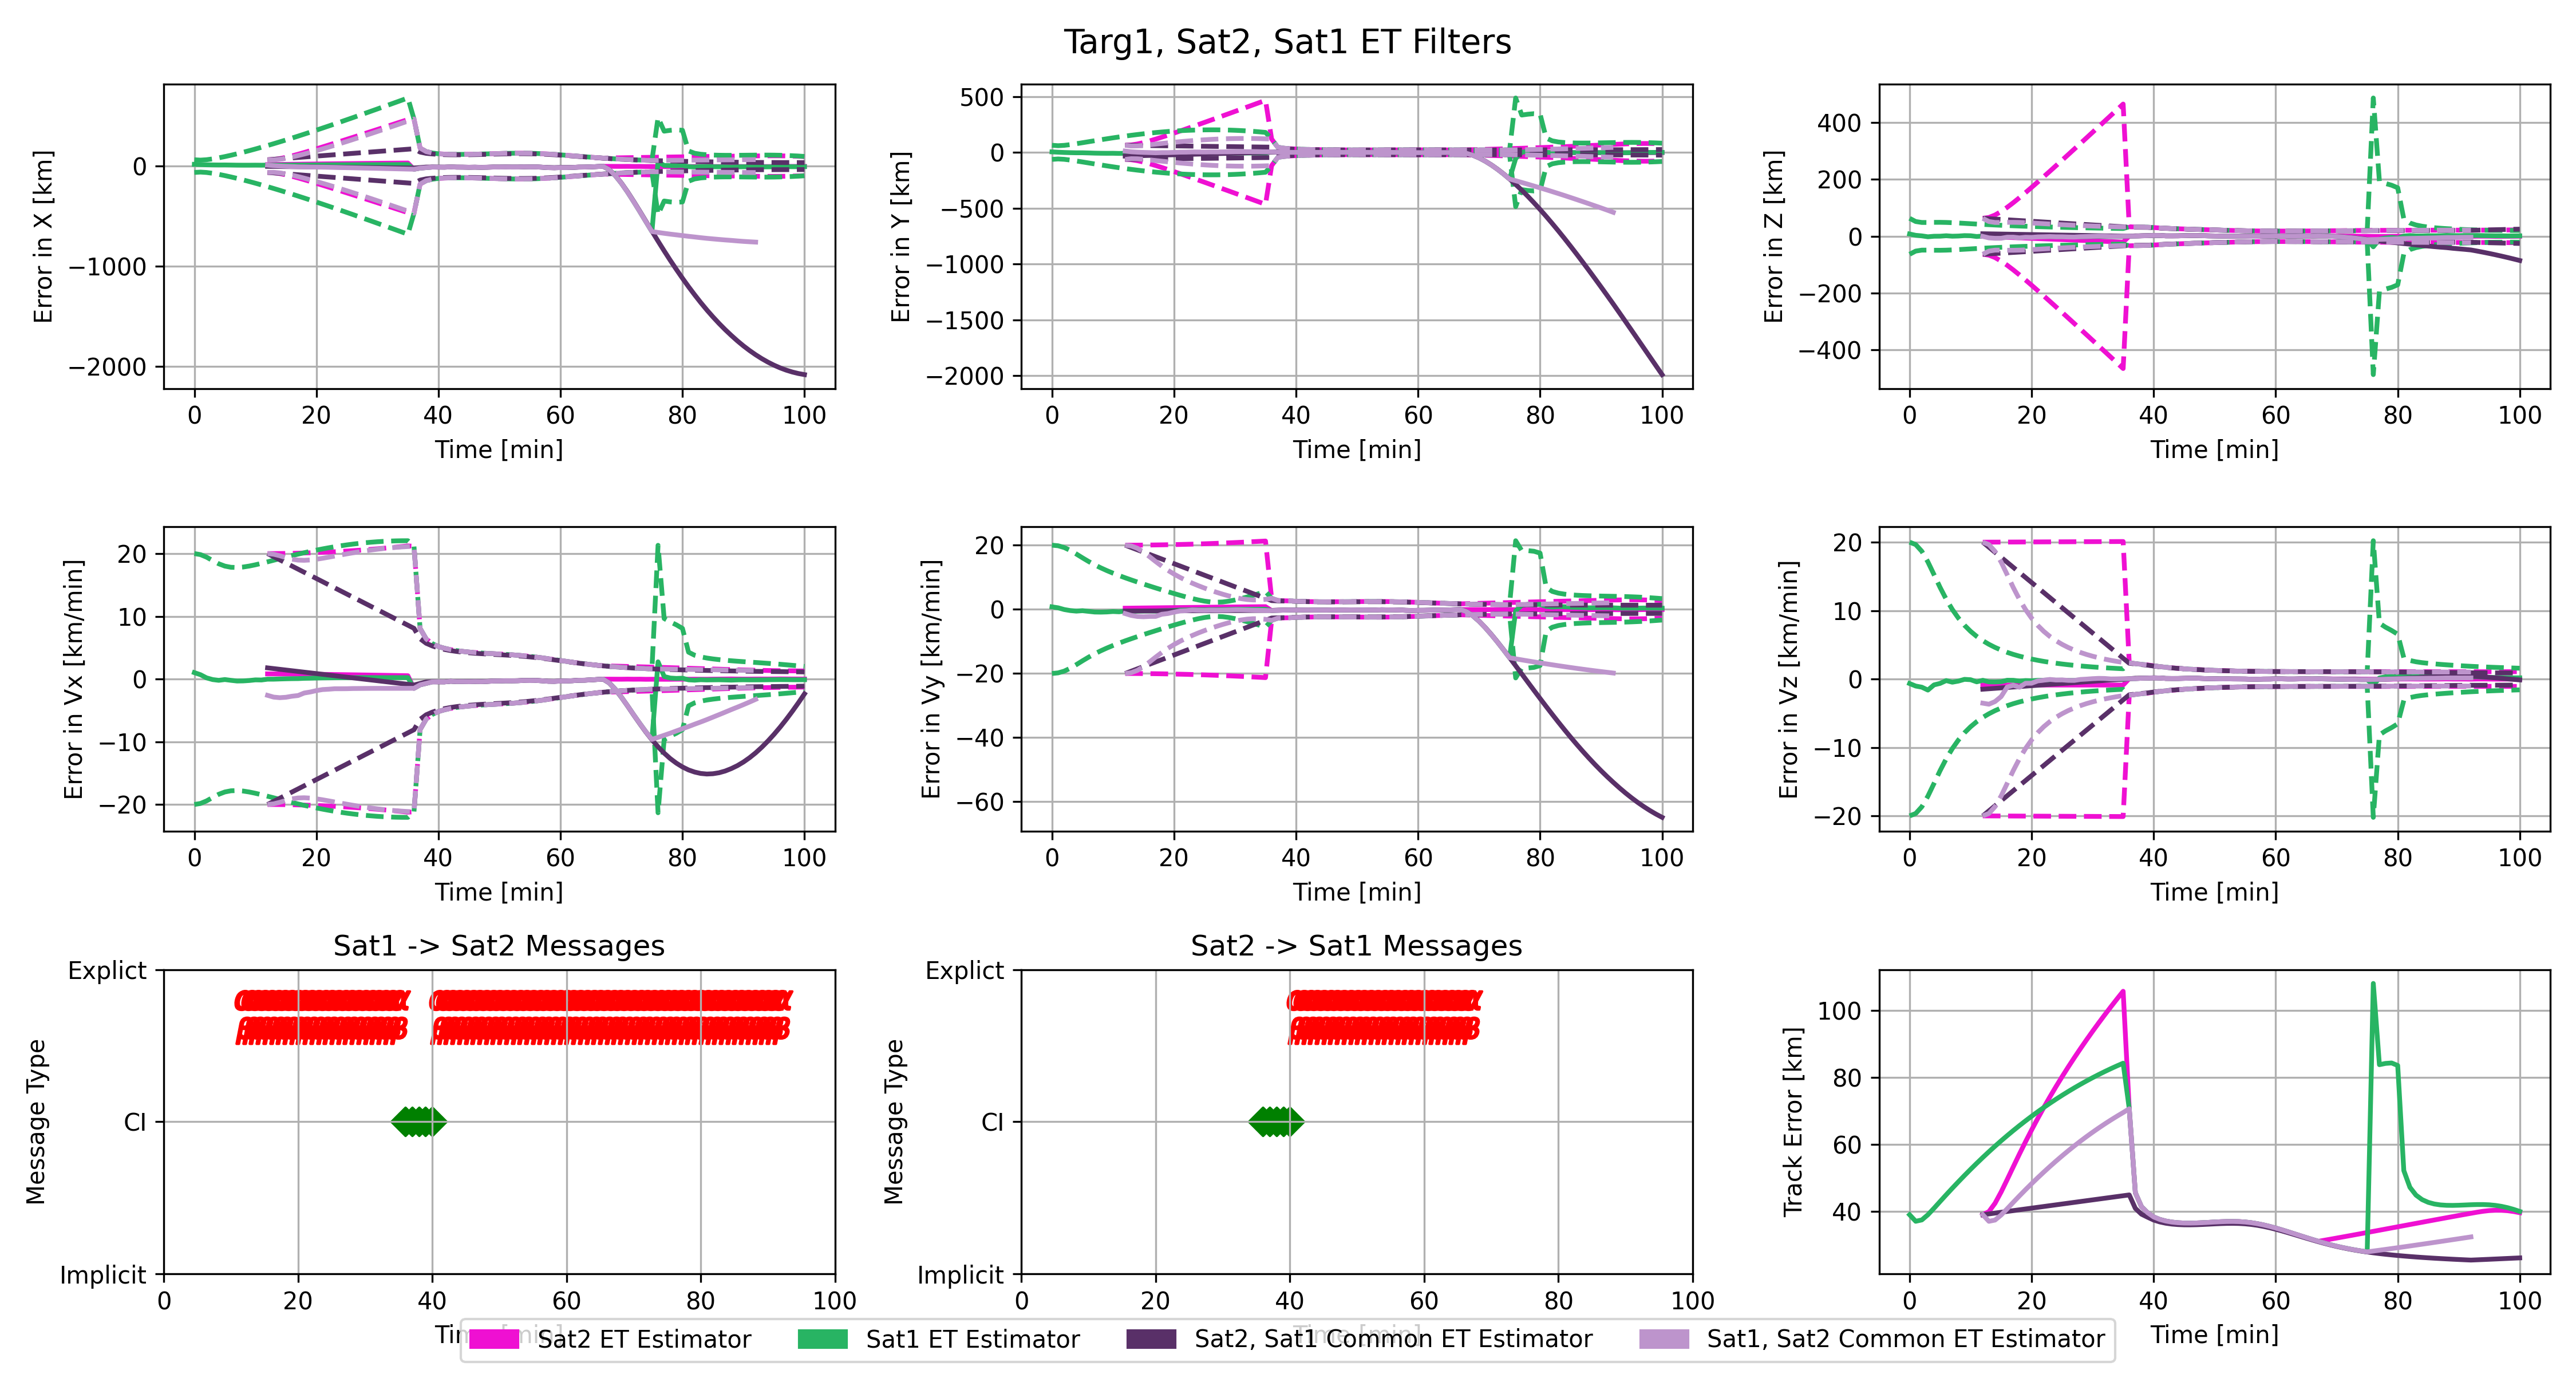 Targ1, Sat2, Sat1 ET Filters
Error in X [km]
0
−1000
−2000
0 20 40 60 80 100
Time [min]
Error in Y [km]
500
0
−500
−1000
−1500
−2000
0 20 40 60 80 100
Time [min]
Error in Z [km]
400
200
0
−200
−400
0 20 40 60 80 100
Time [min]
Error in Vx [km/min]
20
10
0
−10
−20
0 20 40 60 80 100
Time [min]
Error in Vy [km/min]
20
0
−20
−40
−60
0 20 40 60 80 100
Time [min]
Error in Vz [km/min]
20
10
0
−10
−20
0 20 40 60 80 100
Time [min]
Sat1 -> Sat2 Messages
Message Type
Explict
CI
Implicit
0 20 40 60 80 100
Time [min]
Sat2 -> Sat1 Messages
Message Type
Explict
CI
Implicit
0 20 40 60 80 100
Time [min]
Track Error [km]
100
80
60
40
0 20 40 60 80 100
Time [min]
Sat2 ET Estimator
Sat1 ET Estimator
Sat2, Sat1 Common ET Estimator
Sat1, Sat2 Common ET Estimator